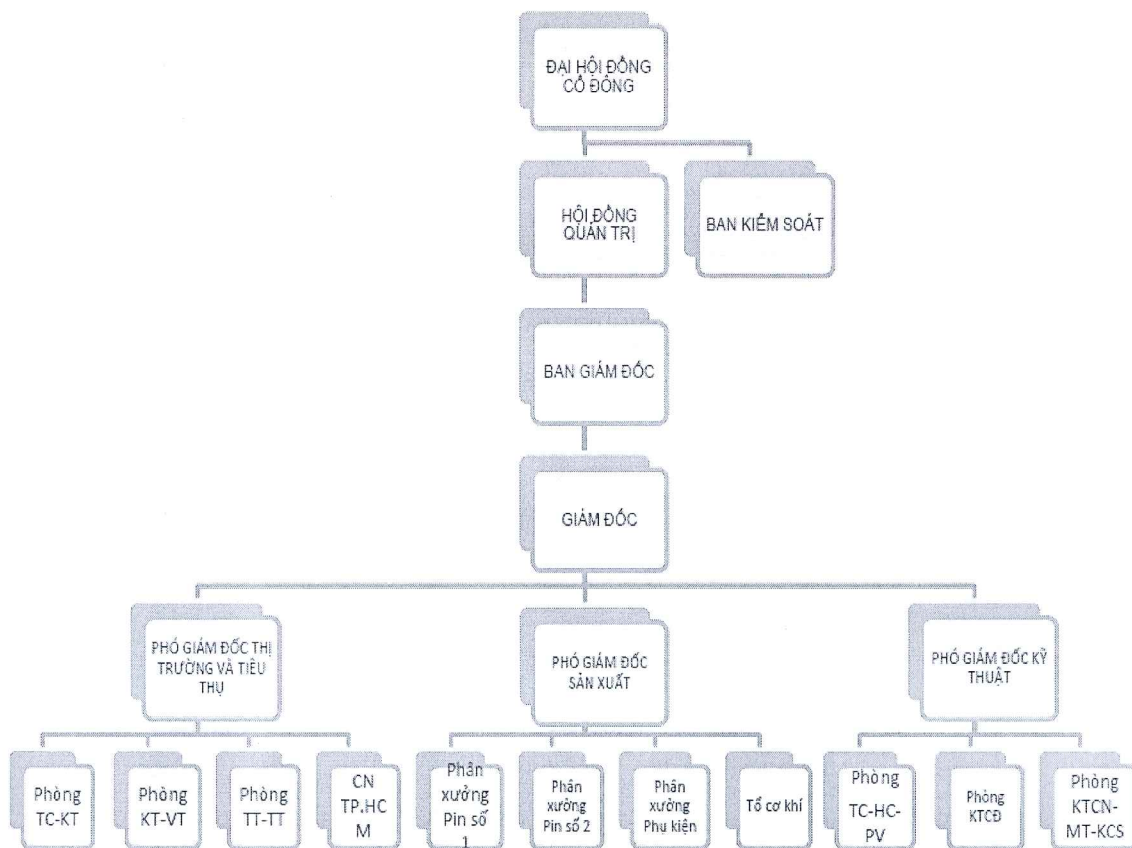 ĐẠI HỘI ĐỒNG
CỔ ĐÔNG
HỘI ĐỒNG
QUẢN TRỊ
BAN KIỂM SOÁT
BAN GIÁM ĐỐC
GIÁM ĐỐC
PHÓ GIÁM ĐỐC THỊ
TRƯỜNG VÀ TIÊU
THỤ
PHÓ GIÁM ĐỐC
SẢN XUẤT
PHÓ GIÁM ĐỐC KỸ
THUẬT
Phòng
TC-KT
Phòng
KT-VT
Phòng
TT-TT
CN
TP.HC
M
Phân
xưởng
Pin số
1
Phân
xưởng
Pin số 2
Phân
xưởng
Phụ kiện
Tổ cơ khí
Phòng
TC-HC-
PV
Phòng
KTCĐ
Phòng
KTCN-
MT-KCS